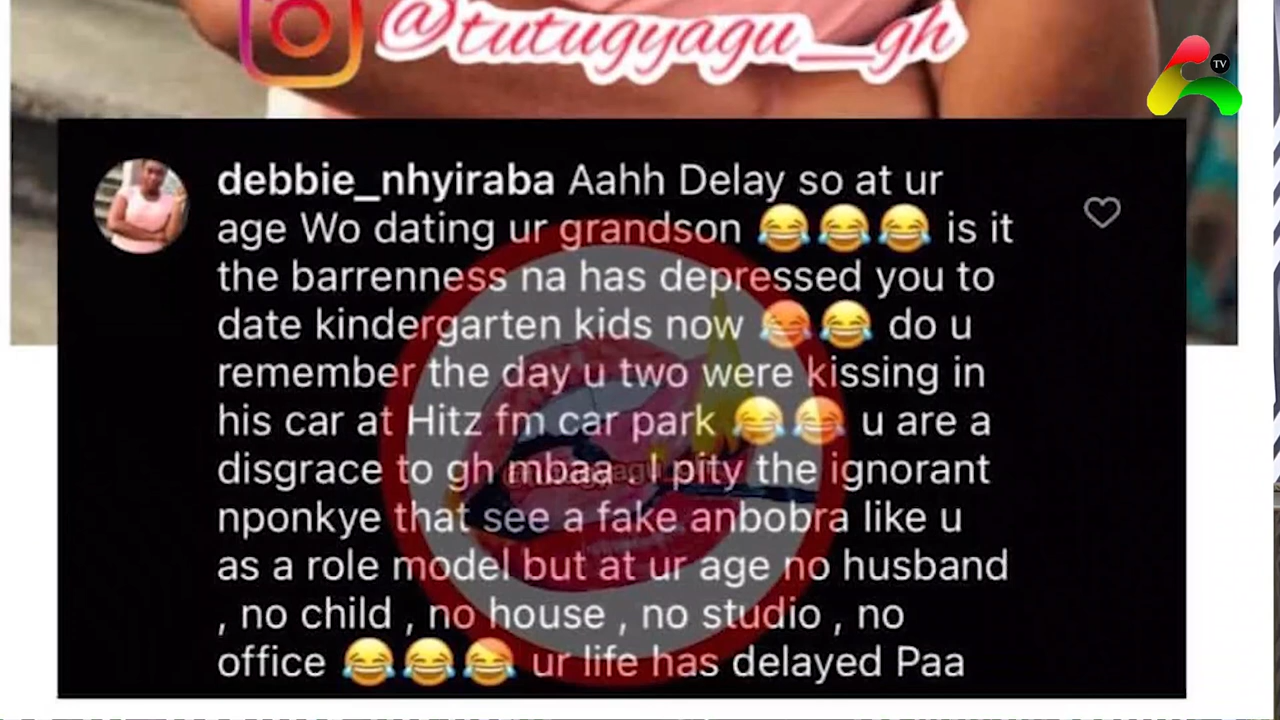 @tutugyagu__gh
TV
debbie_nhyiraba Aahh Delay so at ur
age Wo dating ur grandson 😂😂😂 is it
the barrenness na has depressed you to
date kindergarten kids now 😂😂 do u
remember the day u two were kissing in
his car at Hitz fm car park 😂😂 u are a
disgrace to gh mbaa . I pity the ignorant
nponkye that see a fake anbobra like u
as a role model but at ur age no husband
, no child , no house , no studio , no
office 😂😂😂 ur life has delayed Paa